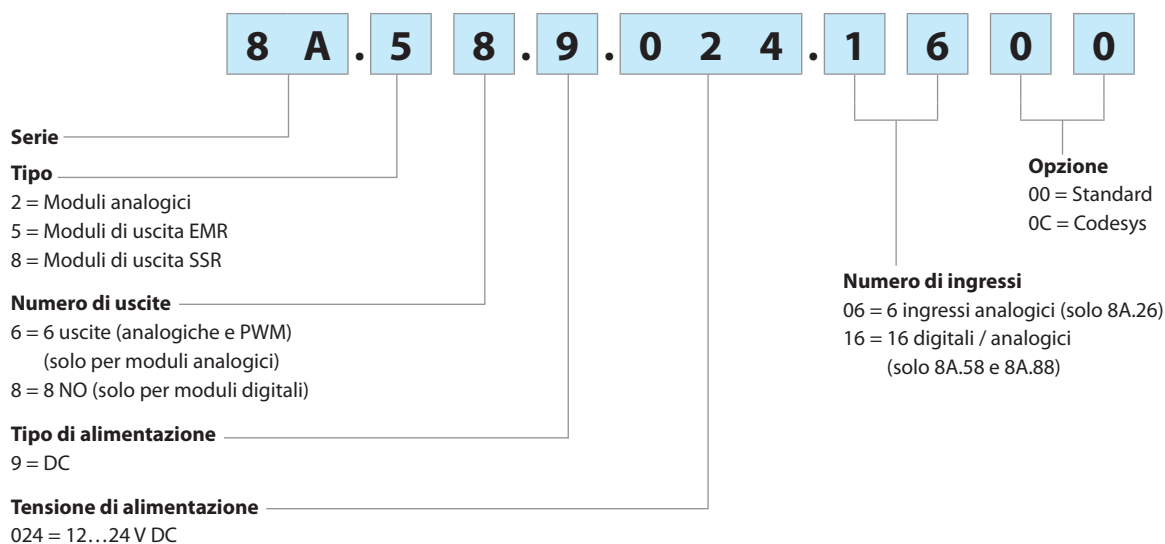 8 A . 5 8 . 9 . 0 2 4 . 1 6 0 0
Serie
Tipo
2 = Moduli analogici
5 = Moduli di uscita EMR
8 = Moduli di uscita SSR
Numero di uscite
6 = 6 uscite (analogiche e PWM)
(solo per moduli analogici)
8 = 8 NO (solo per moduli digitali)
Tipo di alimentazione
9 = DC
Tensione di alimentazione
024 = 12…24 V DC
Opzione
00 = Standard
0C = Codesys
Numero di ingressi
06 = 6 ingressi analogici (solo 8A.26)
16 = 16 digitali / analogici
(solo 8A.58 e 8A.88)